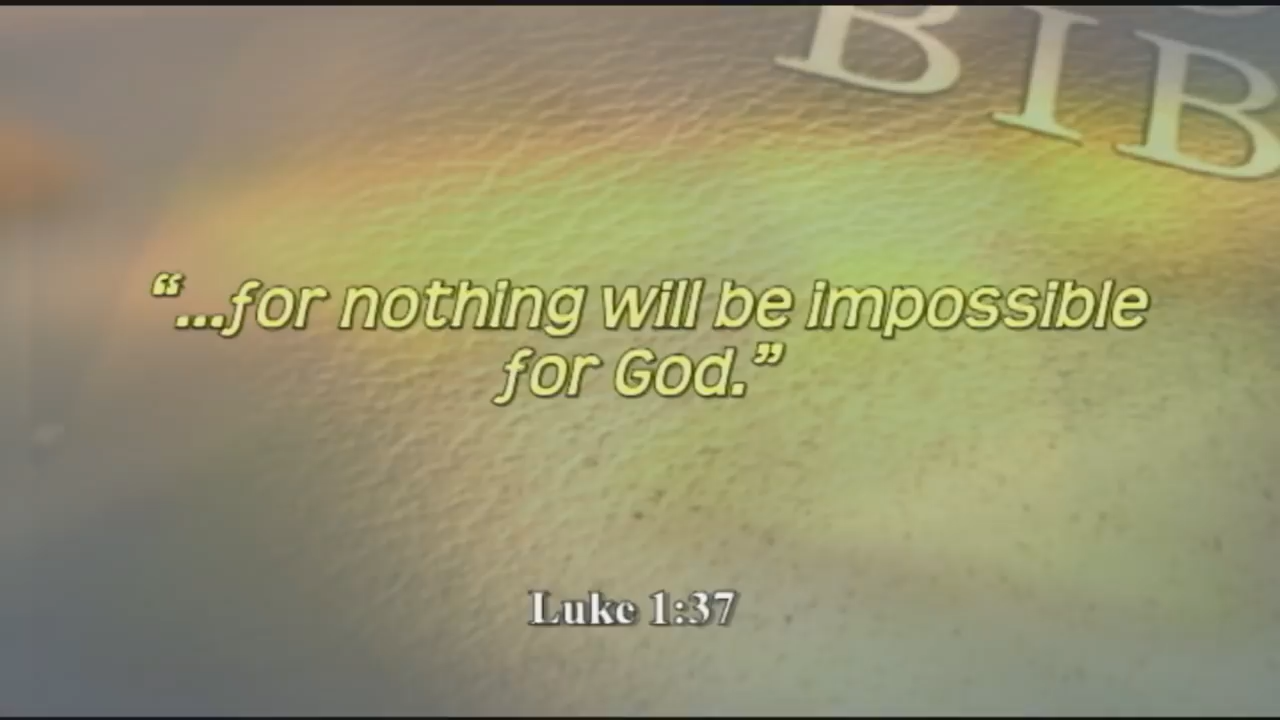 BIB
“...for nothing will be impossible
for God.”
Luke 1:37